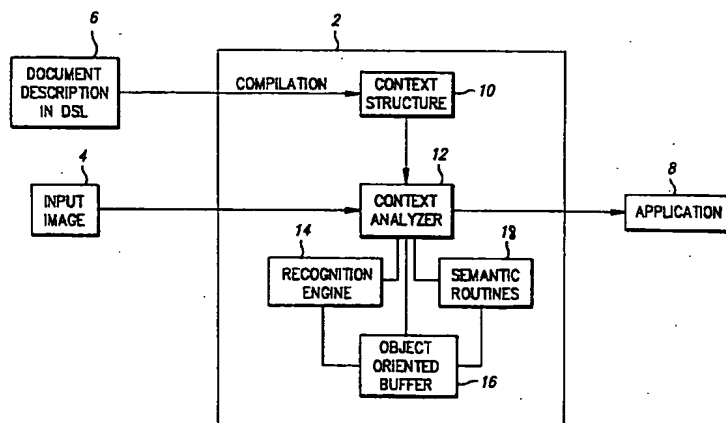 6
2
DOCUMENT
DESCRIPTION
IN DSL
COMPILATION
CONTEXT
STRUCTURE
10
4
12
8
INPUT
IMAGE
CONTEXT
ANALYZER
APPLICATION
14
18
RECOGNITION
ENGINE
SEMANTIC
ROUTINES
OBJECT
ORIENTED
BUFFER
16